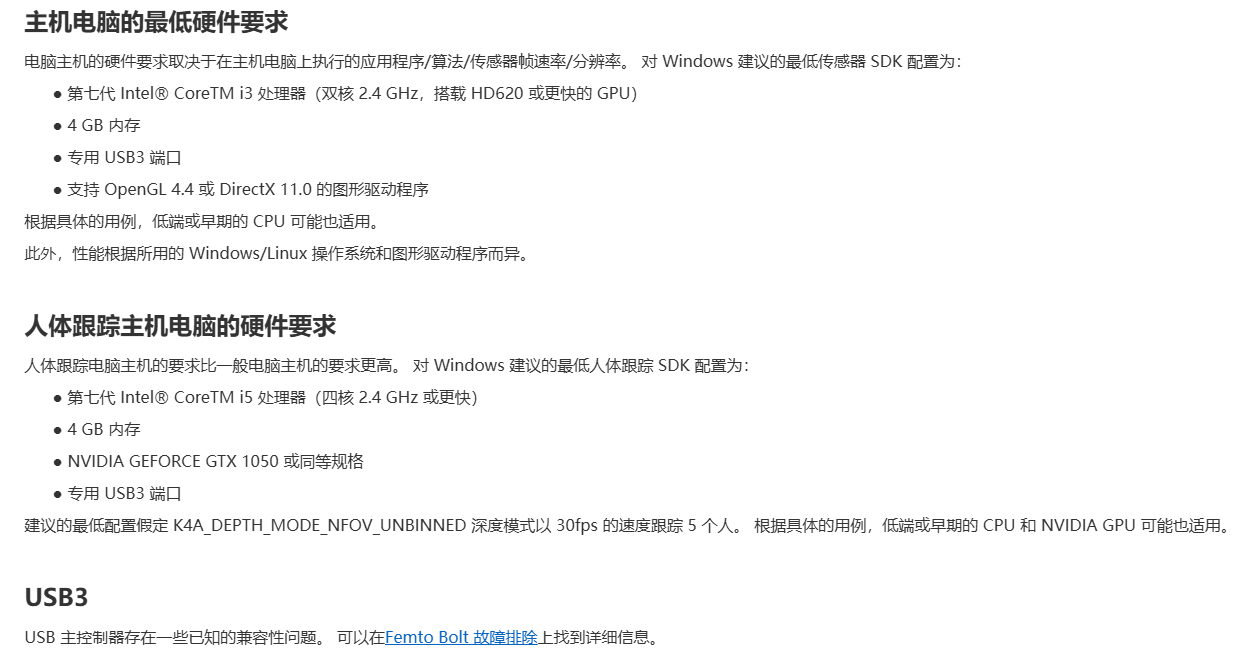 主机电脑的最低硬件要求
电脑主机的硬件要求取决于在主机电脑上执行的应用程序/算法/传感器帧速率/分辨率。 对 Windows 建议的最低传感器 SDK 配置为：
● 第七代 Intel® CoreTM i3 处理器（双核 2.4 GHz，搭载 HD620 或更快的 GPU）
● 4 GB 内存
● 专用 USB3 端口
● 支持 OpenGL 4.4 或 DirectX 11.0 的图形驱动程序
根据具体的用例，低端或早期的 CPU 可能也适用。
此外，性能根据所用的 Windows/Linux 操作系统和图形驱动程序而异。
人体跟踪主机电脑的硬件要求
人体跟踪电脑主机的要求比一般电脑主机的要求更高。 对 Windows 建议的最低人体跟踪 SDK 配置为：
● 第七代 Intel® CoreTM i5 处理器（四核 2.4 GHz 或更快）
● 4 GB 内存
● NVIDIA GEFORCE GTX 1050 或同等规格
● 专用 USB3 端口
建议的最低配置假定 K4A_DEPTH_MODE_NFOV_UNBINNED 深度模式以 30fps 的速度跟踪 5 个人。 根据具体的用例，低端或早期的 CPU 和 NVIDIA GPU 可能也适用。
USB3
USB 主控制器存在一些已知的兼容性问题。 可以在Femto Bolt 故障排除上找到详细信息。